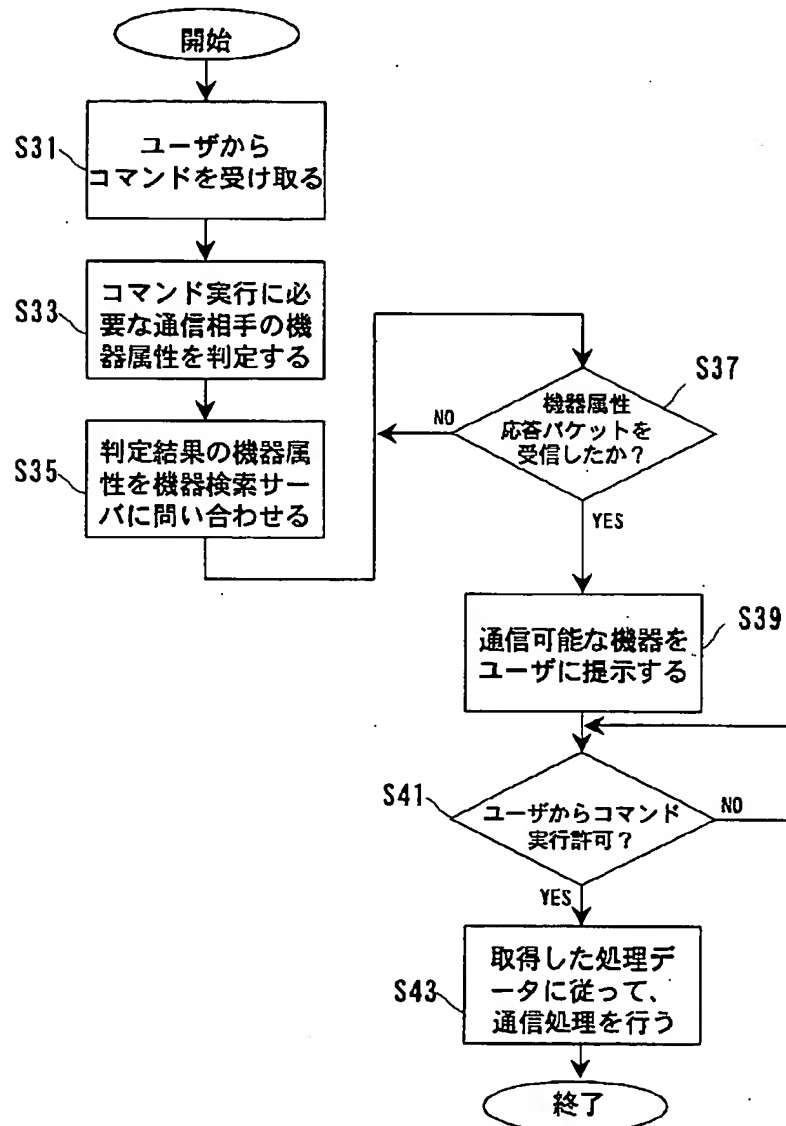 開始
S31
ユーザから
コマンドを受け取る
S33
コマンド実行に必
要な通信相手の機
器属性を判定する
S35
判定結果の機器属
性を機器検索サー
バに問い合わせる
S37
機器属性
応答パケットを
受信したか?
NO
YES
S39
通信可能な機器を
ユーザに提示する
S41
ユーザからコマンド
実行許可?
NO
YES
S43
取得した処理デ
ータに従って、
通信処理を行う
終了